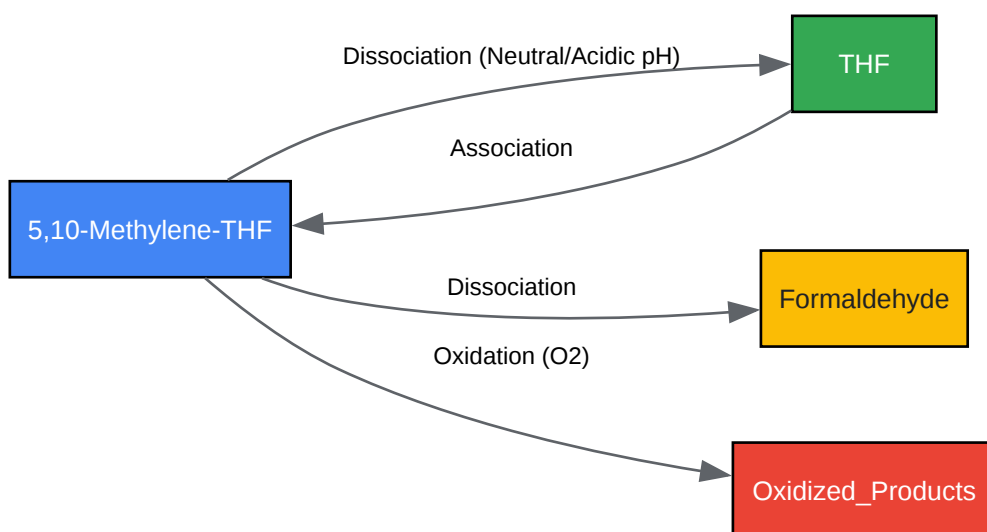 Dissociation (Neutral/Acidic pH)
THF
Association
5,10-Methylene-THF
Dissociation
Formaldehyde
Oxidation (O2)
Oxidized_Products